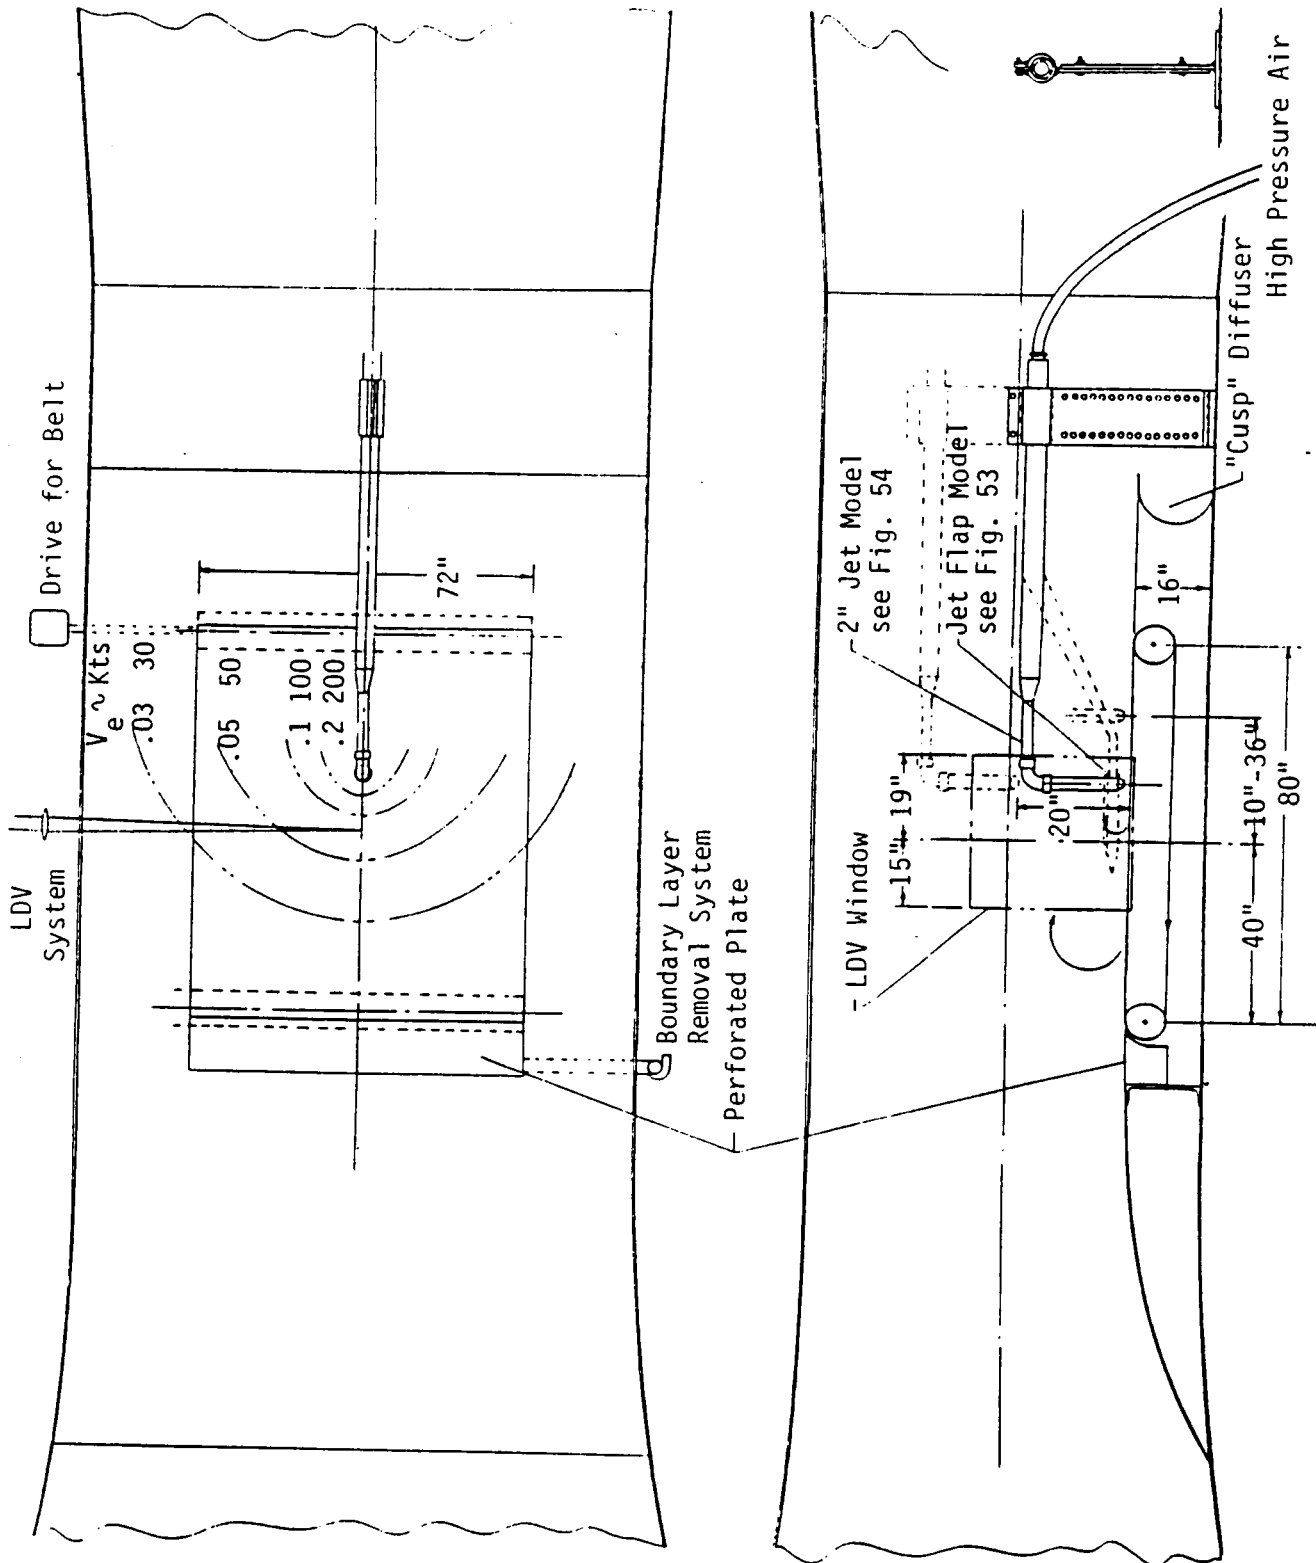 LDV
System
Drive for Belt
V_e ~ Kts
.03 30.
.05 50
.1 100
.2 200
72"
Boundary Layer
Removal System
Perforated Plate
LDV Window
2" Jet Model
see Fig. 54
Jet Flap Model
see Fig. 53
"Cusp" Diffuser
High Pressure Air
15"
19"
20"
16"
40"
10"-36"
80"